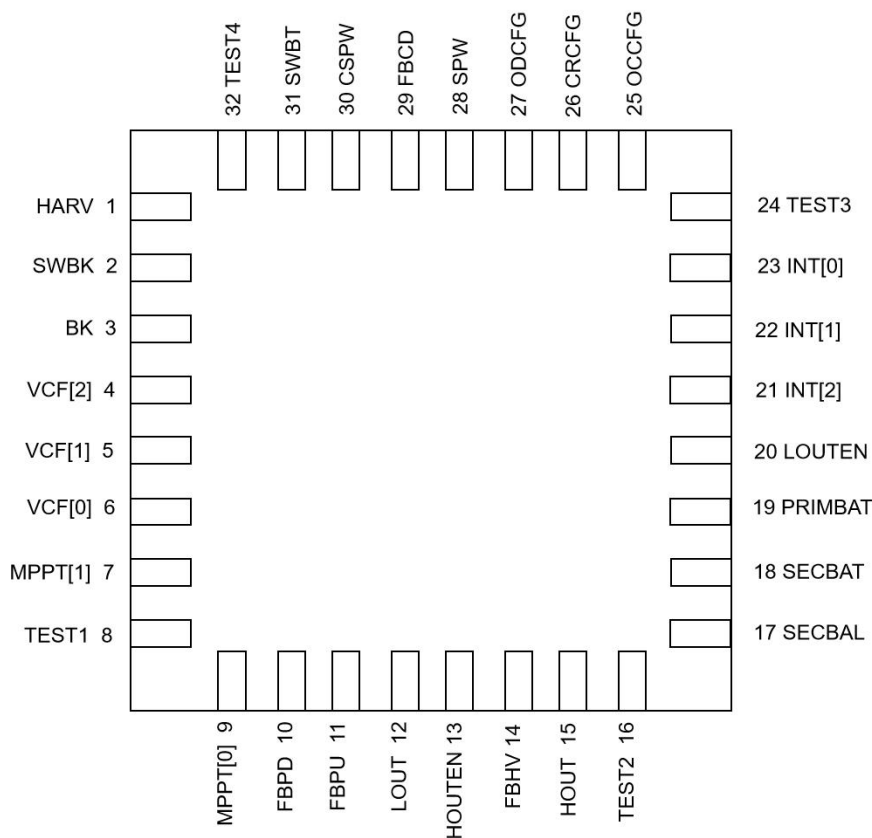 32 TEST4
31 SWBT
30 CSPW
29 FBCD
28 SPW
27 ODCFG
26 CRCFG
25 OCCFG
HARV 1
SWBK 2
BK 3
VCF[2] 4
VCF[1] 5
VCF[0] 6
MPPT[1] 7
TEST1 8
24 TEST3
23 INT[0]
22 INT[1]
21 INT[2]
20 LOUTEN
19 PRIMBAT
18 SECBAT
17 SECBAL
MPPT[0] 9
FBPD 10
FBPU 11
LOUT 12
HOUTEN 13
FBHV 14
HOUT 15
TEST2 16